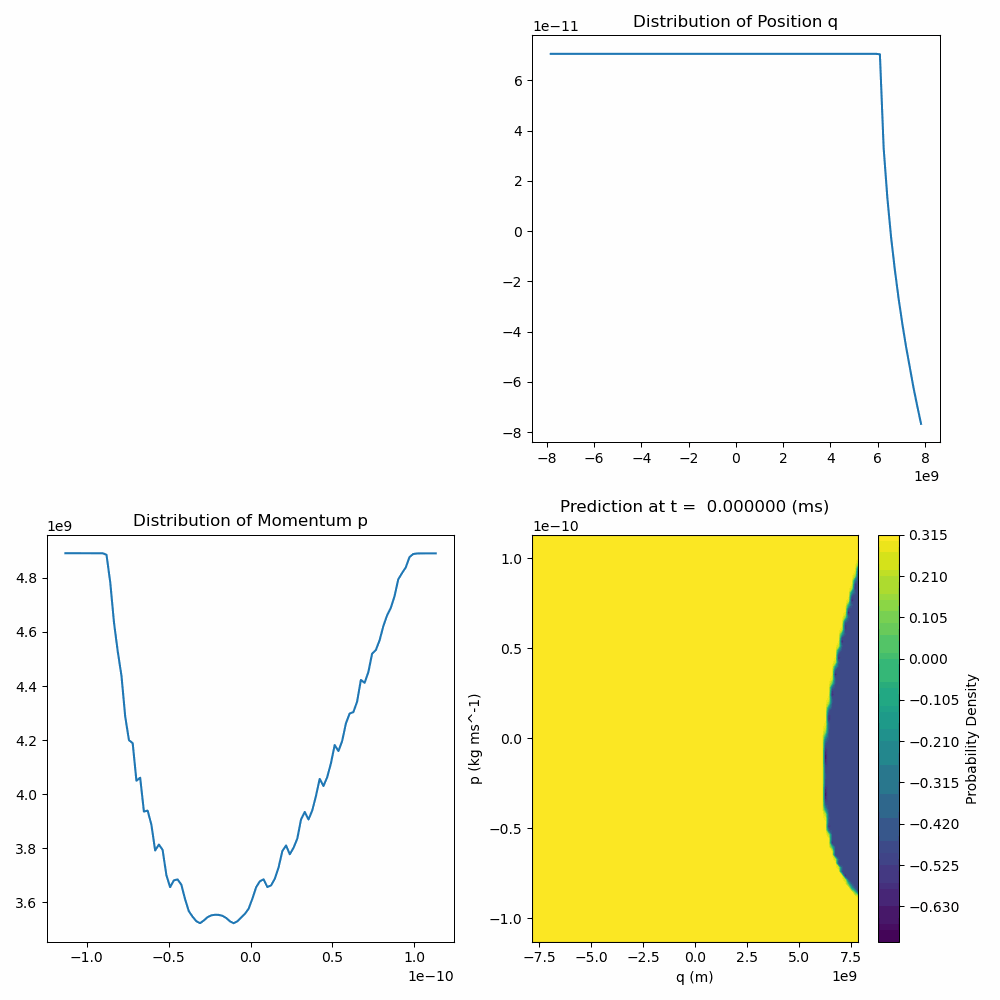 Distribution of Position q
1e−11
6
4
2
0
−2
−4
−6
−8
−8 −6 −4 −2 0 2 4 6 8
1e9
Distribution of Momentum p
1e9
4.8
4.6
4.4
4.2
4.0
3.8
3.6
−1.0 −0.5 0.0 0.5 1.0
1e−10
Prediction at t =  0.000000 (ms)
1e−10
1.0
0.5
0.0
−0.5
−1.0
p (kg ms^-1)
−7.5 −5.0 −2.5 0.0 2.5 5.0 7.5
1e9
q (m)
0.315
0.210
0.105
0.000
−0.105
−0.210
−0.315
−0.420
−0.525
−0.630
Probability Density